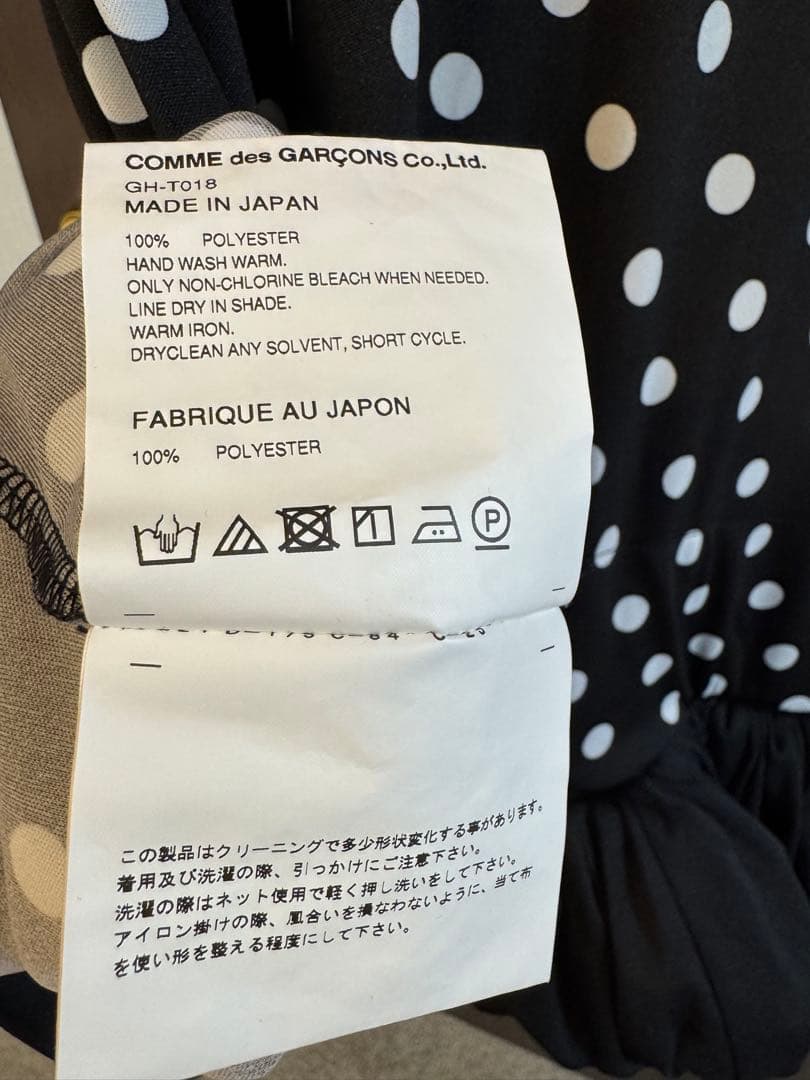 COMME des GARÇONS Co.,Ltd.
GH-T018
MADE IN JAPAN
100% POLYESTER
HAND WASH WARM.
ONLY NON-CHLORINE BLEACH WHEN NEEDED.
LINE DRY IN SHADE.
WARM IRON.
DRYCLEAN ANY SOLVENT, SHORT CYCLE.
FABRIQUE AU JAPON
100% POLYESTER
P
この製品はクリーニングで多少形状変化する事があります。
着用及び洗濯の際、引っかけにご注意下さい。
洗濯の際はネット使用で軽く押し洗いをして下さい。
アイロン掛けの際、風合いを損なわないように、当て布
を使い形を整える程度にして下さい。